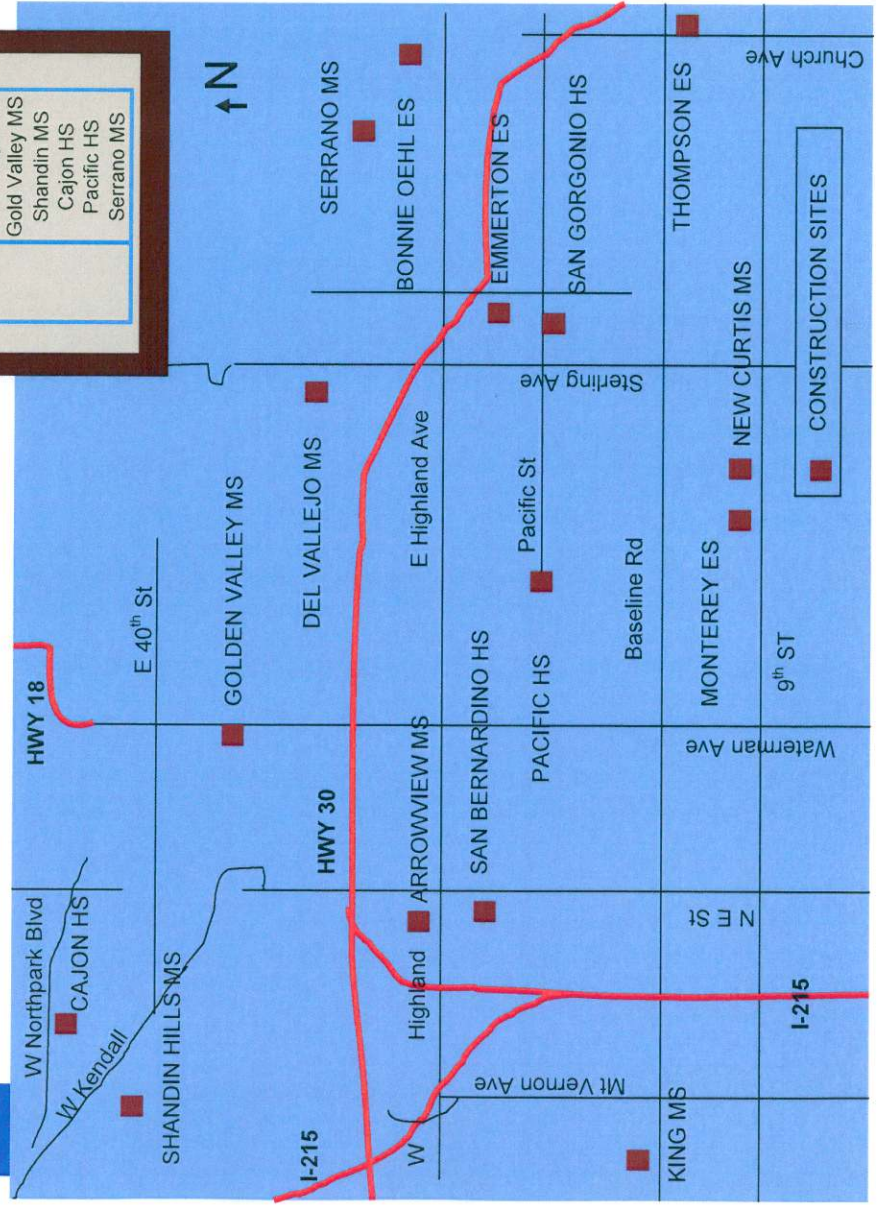 Gold Valley MS
Shandin MS
Cajon HS
Pacific HS
Serrano MS
N
W Northpark Blvd
CAJON HS
HWY 18
W Kendall
E 40th St
SHANDIN HILLS MS
GOLDEN VALLEY MS
SERRANO MS
DEL VALLEJO MS
BONNIE OEHL ES
I-215
HWY 30
W
Highland
ARROWVIEW MS
E Highland Ave
EMMERTON ES
SAN BERNARDINO HS
Sterling Ave
Pacific St
PACIFIC HS
SAN GORGONIO HS
Mt Vernon Ave
Baseline Rd
KING MS
THOMPSON ES
N E St
MONTEREY ES
NEW CURTIS MS
Waterman Ave
9th ST
I-215
Church Ave
CONSTRUCTION SITES